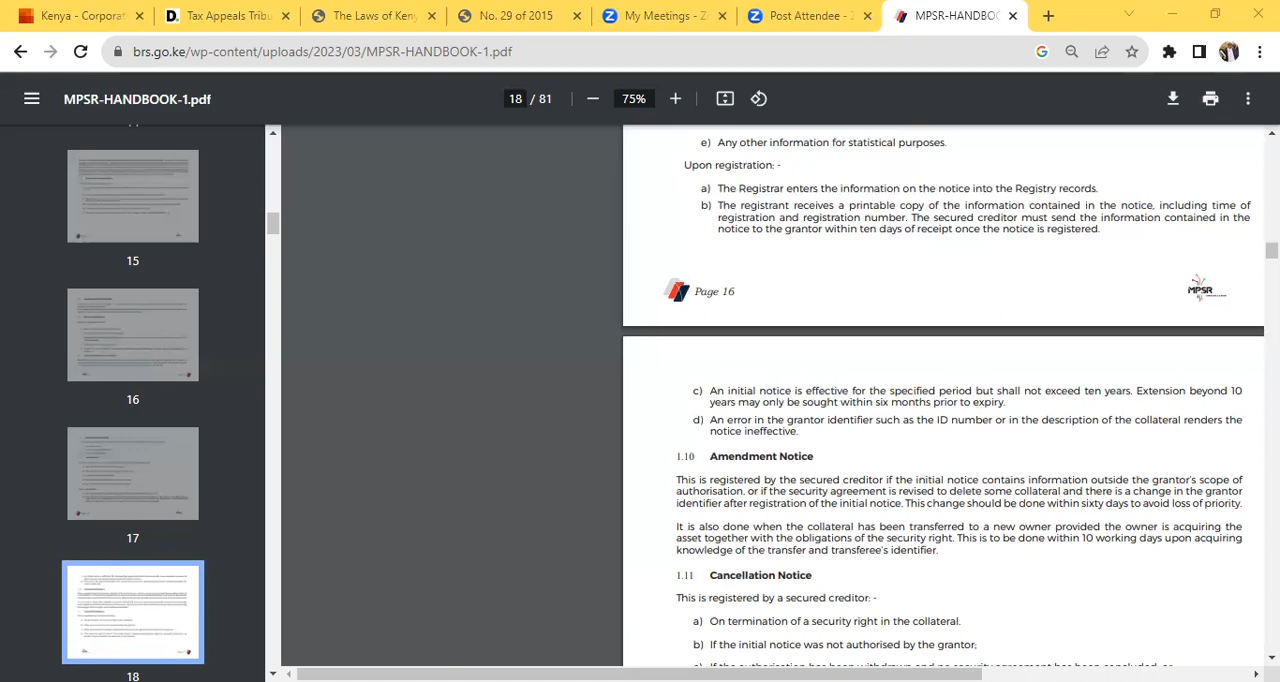 Kenya - Corporat
Tax Appeals Tribu
The Laws of Keny
No. 29 of 2015
My Meetings - Z
Post Attendee - Z
MPSR-HANDBOO
brs.go.ke/wp-content/uploads/2023/03/MPSR-HANDBOOK-1.pdf
MPSR-HANDBOOK-1.pdf
18 / 81
75%
15
16
17
18
e) Any other information for statistical purposes.
Upon registration: -
a) The Registrar enters the information on the notice into the Registry records.
b) The registrant receives a printable copy of the information contained in the notice, including time of
registration and registration number. The secured creditor must send the information contained in the
notice to the grantor within ten days of receipt once the notice is registered.
Page 16
MPSR
c) An initial notice is effective for the specified period but shall not exceed ten years. Extension beyond 10
years may only be sought within six months prior to expiry.
d) An error in the grantor identifier such as the ID number or in the description of the collateral renders the
notice ineffective.
1.10 Amendment Notice
This is registered by the secured creditor if the initial notice contains information outside the grantor's scope of
authorisation, or if the security agreement is revised to delete some collateral and there is a change in the grantor
identifier after registration of the initial notice. This change should be done within sixty days to avoid loss of priority.
It is also done when the collateral has been transferred to a new owner provided the owner is acquiring the
asset together with the obligations of the security right. This is to be done within 10 working days upon acquiring
knowledge of the transfer and transferee's identifier.
1.11 Cancellation Notice
This is registered by a secured creditor: -
a) On termination of a security right in the collateral.
b) If the initial notice was not authorised by the grantor;
c) If the authorisation has been withdrawn and no security agreement has been concluded, or